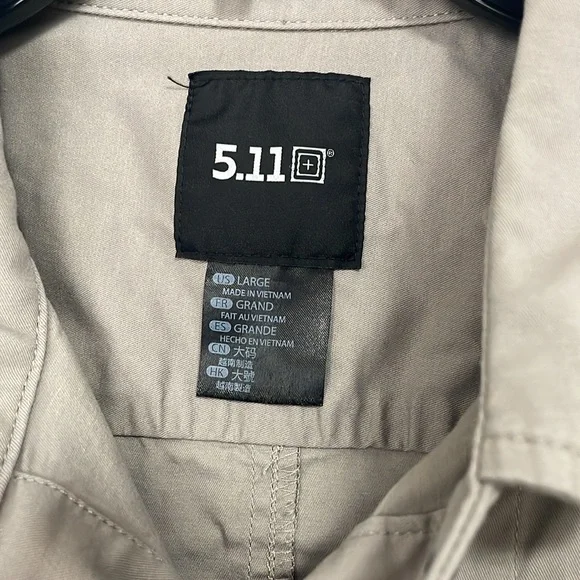 5.11®
US LARGE
MADE IN VIETNAM
FR GRAND
FAIT AU VIETNAM
ES GRANDE
HECHO EN VIETNAM
CN 大码
越南制造
HK 大號
越南製造